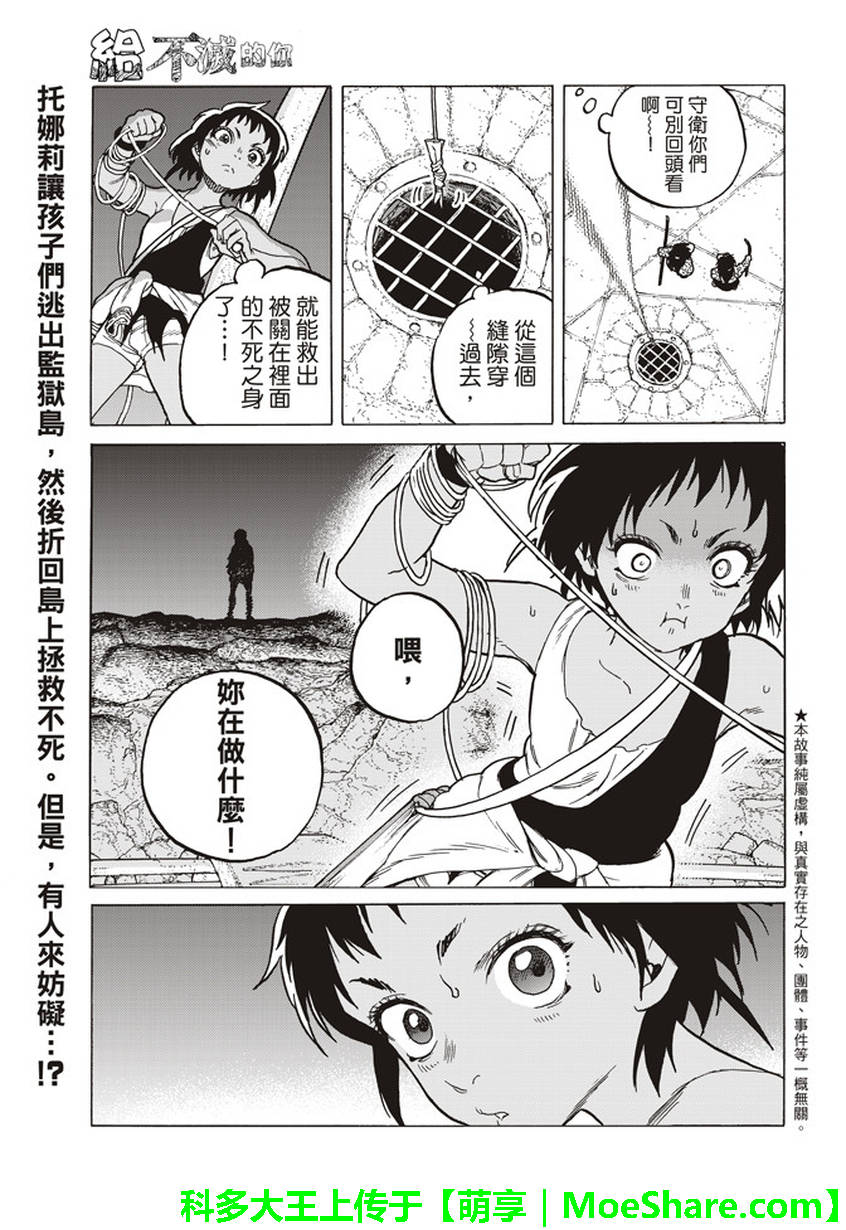 給不滅的你
守衛你們
可別回頭看
啊～！
從這個
縫隙穿
～過去，
就能救出
被關在裡面
的不死之身
了…！
喂，
妳在做什麼！
★本故事純屬虛構，與真實存在之人物、團體、事件等一概無關。
托娜莉讓孩子們逃出監獄島，然後折回島上拯救不死。但是，有人來妨礙…！？
科多大王上传于【萌享｜MoeShare.com】